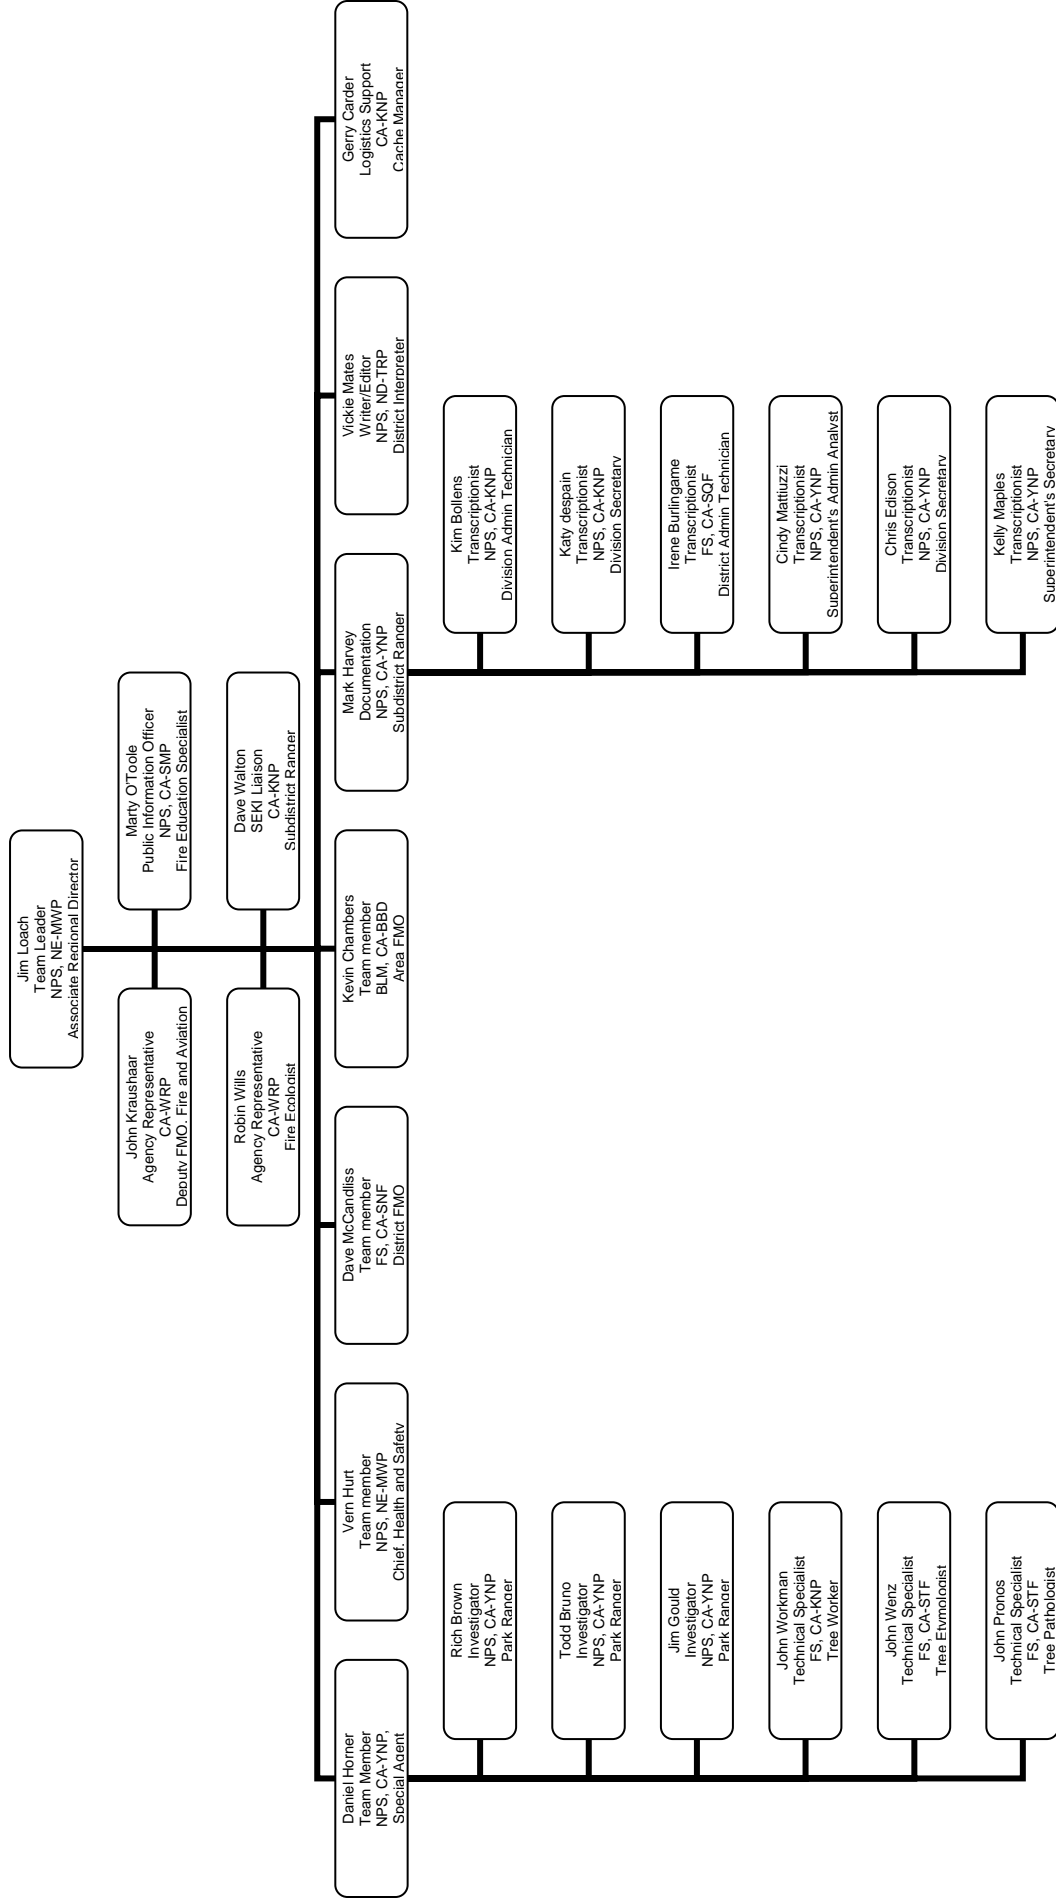 Jim Loach
Team Leader
NPS, NE-MWP
Associate Regional Director
John Kraushaar
Agency Representative
CA-WRP
Deputy FMO, Fire and Aviation
Marty O'Toole
Public Information Officer
NPS, CA-SMP
Fire Education Specialist
Robin Wills
Agency Representative
CA-WRP
Fire Ecologist
Dave Walton
SEKI Liaison
CA-KNP
Subdistrict Ranger
Daniel Horner
Team Member
NPS, CA-YNP,
Special Agent
Vern Hurt
Team member
NPS, NE-MWP
Chief, Health and Safety
Dave McCandliss
Team member
FS, CA-SNF
District FMO
Kevin Chambers
Team member
BLM, CA-BBD
Area FMO
Mark Harvey
Documentation
NPS, CA-YNP
Subdistrict Ranger
Vickie Mates
Writer/Editor
NPS, ND-TRP
District Interpreter
Gerry Carder
Logistics Support
CA-KNP
Cache Manager
Rich Brown
Investigator
NPS, CA-YNP
Park Ranger
Todd Bruno
Investigator
NPS, CA-YNP
Park Ranger
Jim Gould
Investigator
NPS, CA-YNP
Park Ranger
John Workman
Technical Specialist
FS, CA-KNP
Tree Worker
John Wenz
Technical Specialist
FS, CA-STF
Tree Etymologist
John Pronos
Technical Specialist
FS, CA-STF
Tree Pathologist
Kim Bollens
Transcriptionist
NPS, CA-KNP
Division Admin Technician
Katy despain
Transcriptionist
NPS, CA-KNP
Division Secretary
Irene Burlingame
Transcriptionist
FS, CA-SQF
District Admin Technician
Cindy Mattiuzzi
Transcriptionist
NPS, CA-YNP
Superintendent's Admin Analyst
Chris Edison
Transcriptionist
NPS, CA-YNP
Division Secretary
Kelly Maples
Transcriptionist
NPS, CA-YNP
Superintendent's Secretary